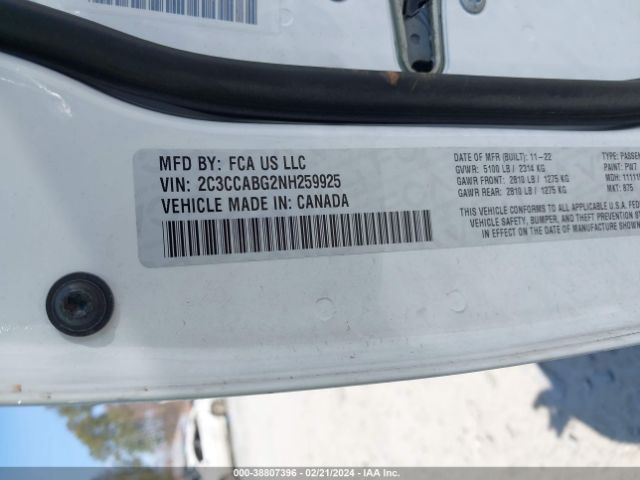 MFD BY: FCA US LLC
VIN: 2C3CCABG2NH259925
VEHICLE MADE IN: CANADA
DATE OF MFR (BUILT): 11-22
GVWR: 5100 LB / 2314 KG
GAWR FRONT: 2810 LB / 1275 KG
GAWR REAR: 2810 LB / 1275 KG
TYPE: PASSEN
PAINT: PW7
MDH: 11111
MKT: 875
THIS VEHICLE CONFORMS TO ALL APPLICABLE U.S.A. FEDE
VEHICLE SAFETY, BUMPER, AND THEFT PREVENTION ST
IN EFFECT ON THE DATE OF MANUFACTURE SHOWN
000-38807396 - 02/21/2024 - IAA Inc.